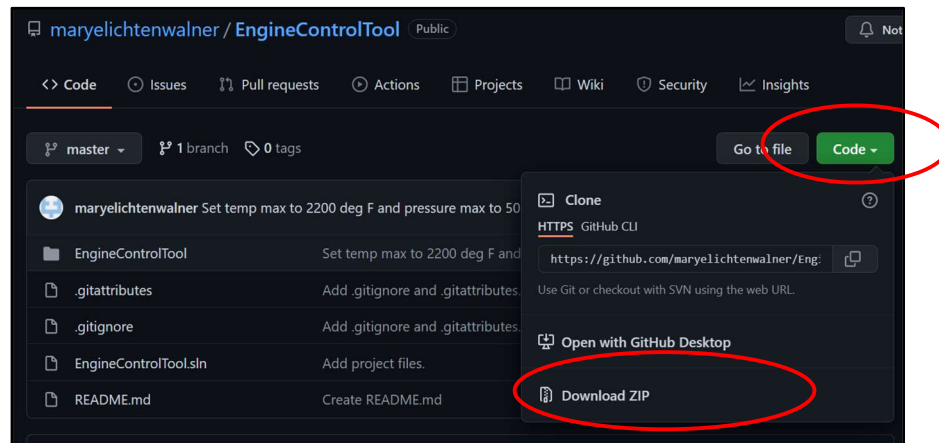 maryelichtenwalner / EngineControlTool Public
Not
<> Code Issues Pull requests Actions Projects Wiki Security Insights
master 1 branch 0 tags Go to file Code
maryelichtenwalner Set temp max to 2200 deg F and pressure max to 50
EngineControlTool Set temp max to 2200 deg F and
.gitattributes Add .gitignore and .gitattributes.
.gitignore Add .gitignore and .gitattributes.
EngineControlTool.sln Add project files.
README.md Create README.md
Clone
HTTPS GitHub CLI
https://github.com/maryelichtenwalner/Engi
Use Git or checkout with SVN using the web URL.
Open with GitHub Desktop
Download ZIP